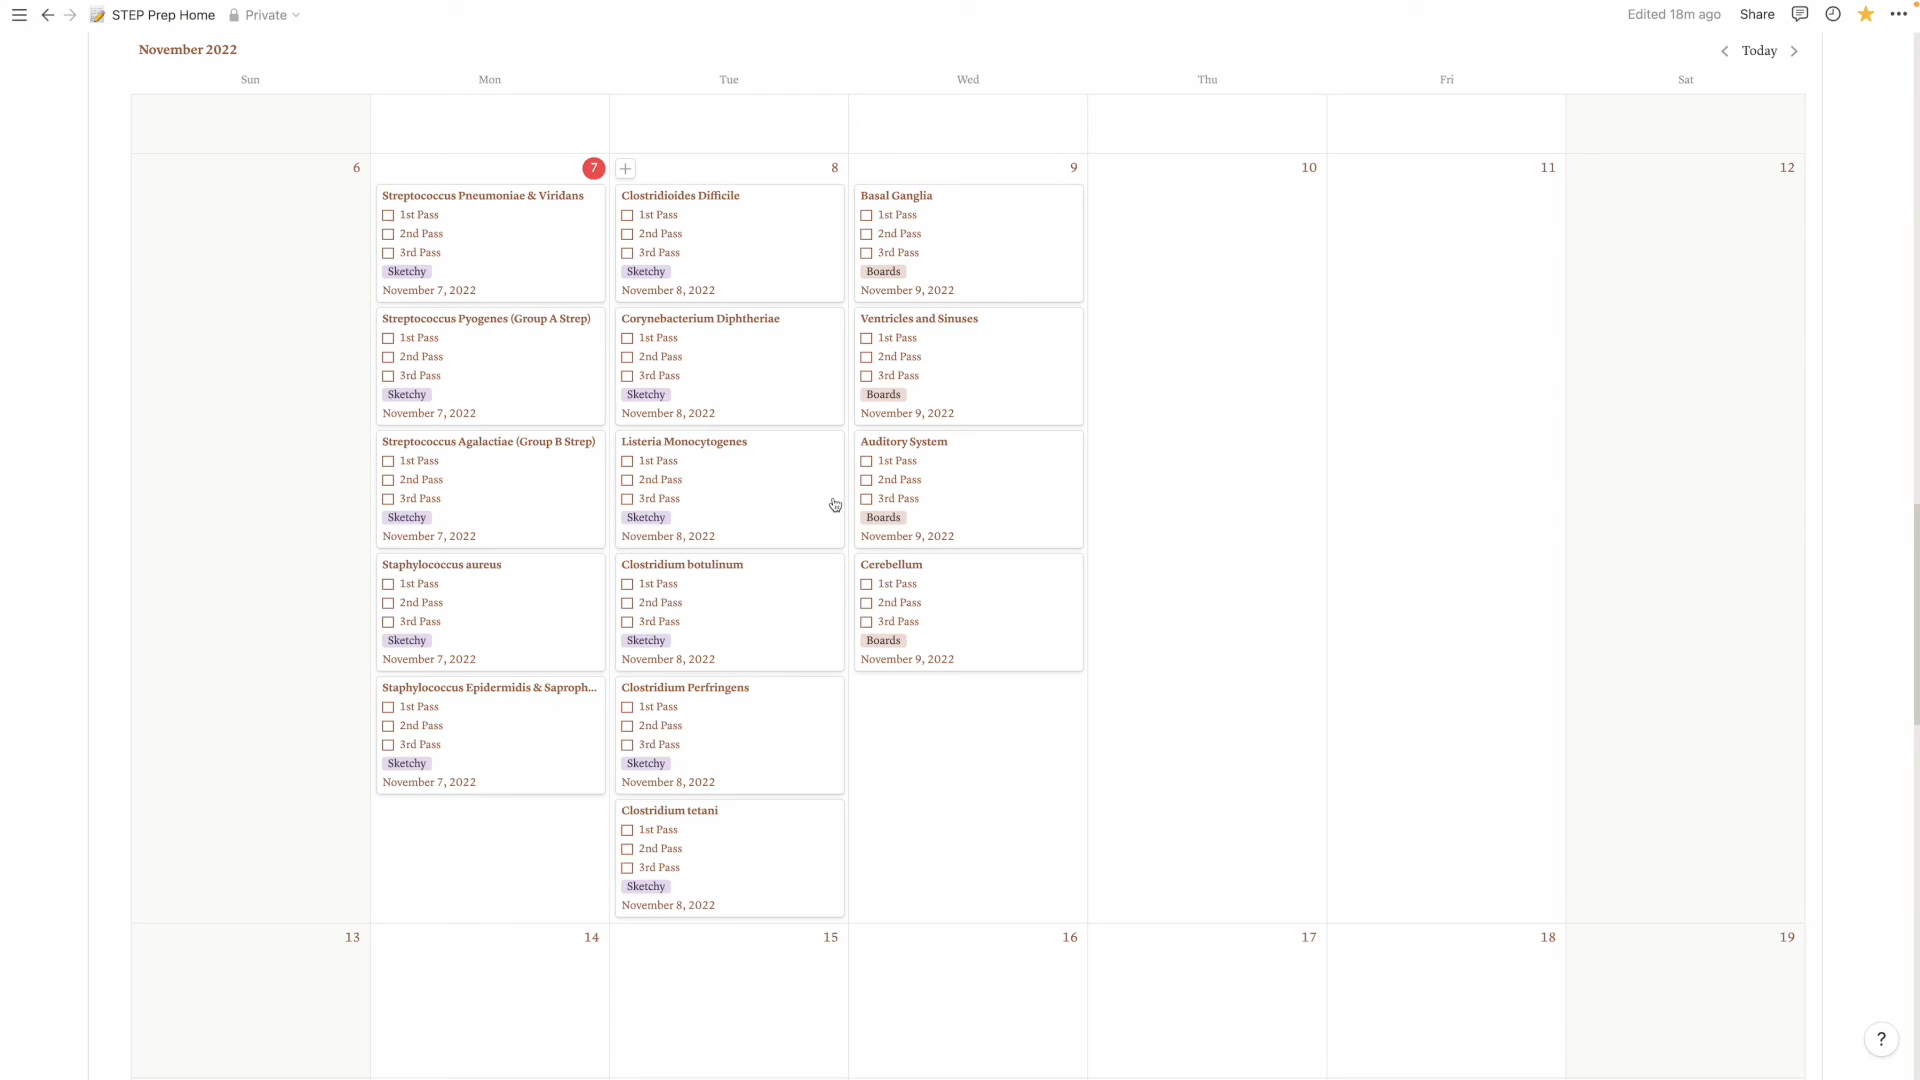 STEP Prep Home Private
Edited 18m ago Share
November 2022
Today
Sun Mon Tue Wed Thu Fri Sat
6 7 8 9 10 11 12
Streptococcus Pneumoniae & Viridans
1st Pass
2nd Pass
3rd Pass
Sketchy
November 7, 2022
Streptococcus Pyogenes (Group A Strep)
1st Pass
2nd Pass
3rd Pass
Sketchy
November 7, 2022
Streptococcus Agalactiae (Group B Strep)
1st Pass
2nd Pass
3rd Pass
Sketchy
November 7, 2022
Staphylococcus aureus
1st Pass
2nd Pass
3rd Pass
Sketchy
November 7, 2022
Staphylococcus Epidermidis & Saproph...
1st Pass
2nd Pass
3rd Pass
Sketchy
November 7, 2022
Clostridioides Difficile
1st Pass
2nd Pass
3rd Pass
Sketchy
November 8, 2022
Corynebacterium Diphtheriae
1st Pass
2nd Pass
3rd Pass
Sketchy
November 8, 2022
Listeria Monocytogenes
1st Pass
2nd Pass
3rd Pass
Sketchy
November 8, 2022
Clostridium botulinum
1st Pass
2nd Pass
3rd Pass
Sketchy
November 8, 2022
Clostridium Perfringens
1st Pass
2nd Pass
3rd Pass
Sketchy
November 8, 2022
Clostridium tetani
1st Pass
2nd Pass
3rd Pass
Sketchy
November 8, 2022
Basal Ganglia
1st Pass
2nd Pass
3rd Pass
Boards
November 9, 2022
Ventricles and Sinuses
1st Pass
2nd Pass
3rd Pass
Boards
November 9, 2022
Auditory System
1st Pass
2nd Pass
3rd Pass
Boards
November 9, 2022
Cerebellum
1st Pass
2nd Pass
3rd Pass
Boards
November 9, 2022
13 14 15 16 17 18 19
?